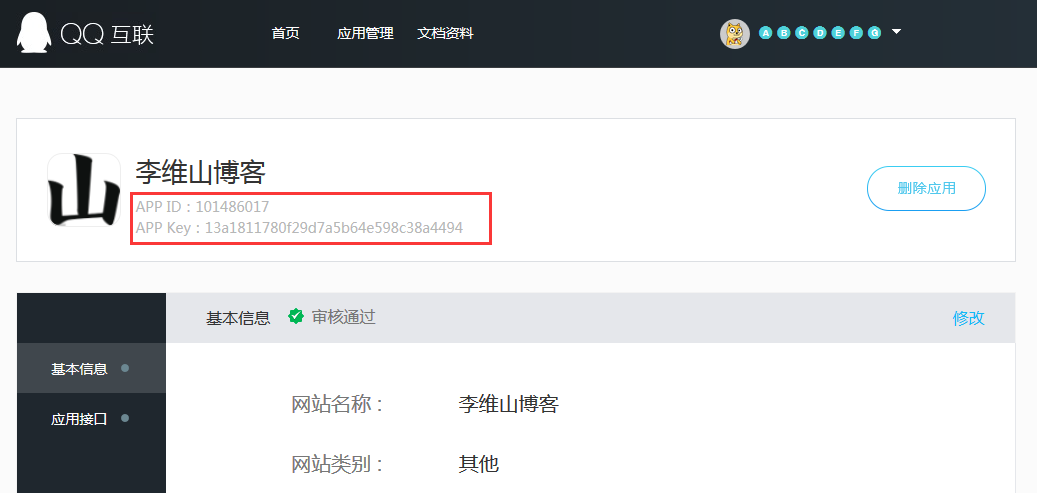 QQ 互联
首页 应用管理 文档资料
A B C D E F G
山
李维山博客
APP ID：101486017
APP Key：13a1811780f29d7a5b64e598c38a4494
删除应用
基本信息 审核通过 修改
基本信息
应用接口
网站名称： 李维山博客
网站类别： 其他